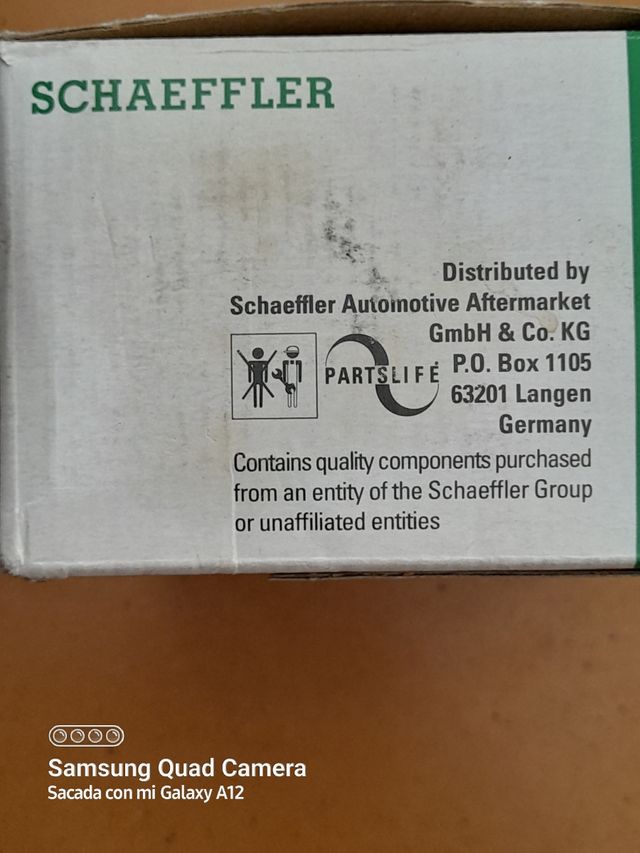 SCHAEFFLER
Distributed by
Schaeffler Automotive Aftermarket
GmbH & Co. KG
PARTSLIFE
P.O. Box 1105
63201 Langen
Germany
Contains quality components purchased
from an entity of the Schaeffler Group
or unaffiliated entities
Samsung Quad Camera
Sacada con mi Galaxy A12